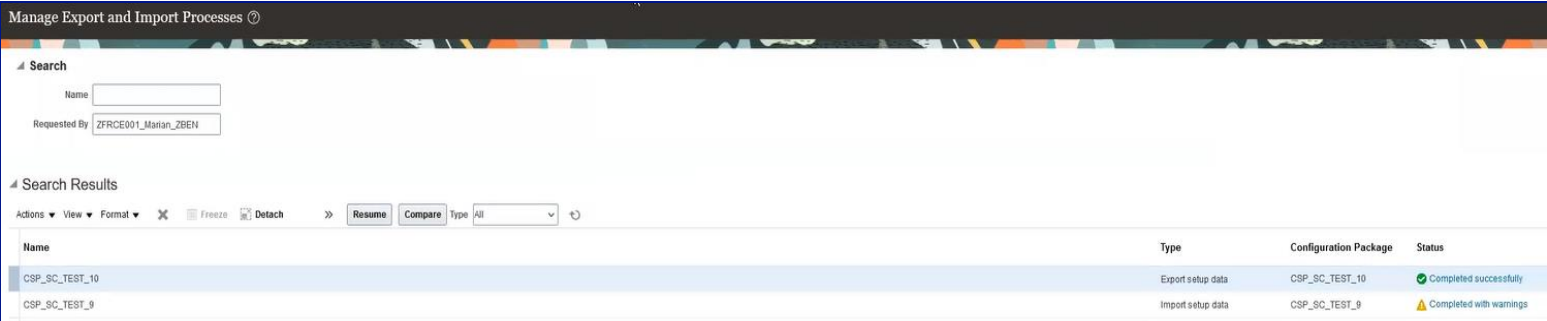 Manage Export and Import Processes
Search
Name
Requested By ZFRCE001_Marian_ZBEN
Search Results
Actions View Format Freeze Detach » Resume Compare Type All
Name Type Configuration Package Status
CSP_SC_TEST_10 Export setup data CSP_SC_TEST_10 Completed successfully
CSP_SC_TEST_9 Import setup data CSP_SC_TEST_9 Completed with warnings